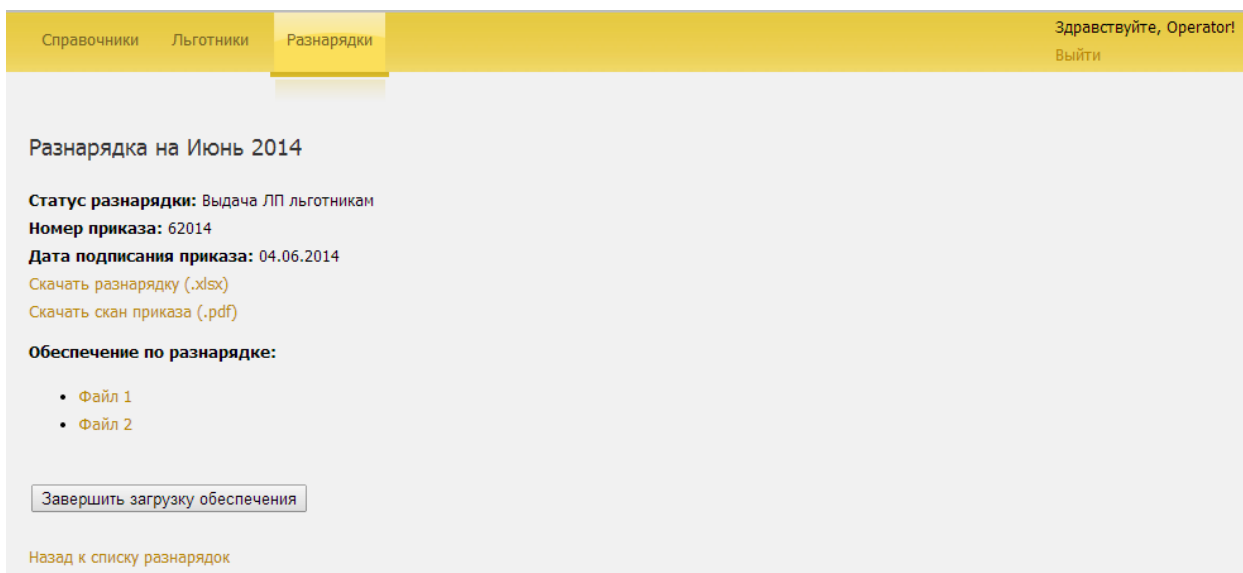 Справочники Льготники Разнарядки
Здравствуйте, Operator!
Выйти
Разнарядка на Июнь 2014
Статус разнарядки: Выдача ЛП льготникам
Номер приказа: 62014
Дата подписания приказа: 04.06.2014
Скачать разнарядку (.xlsx)
Скачать скан приказа (.pdf)
Обеспечение по разнарядке:
• Файл 1
• Файл 2
Завершить загрузку обеспечения
Назад к списку разнарядок